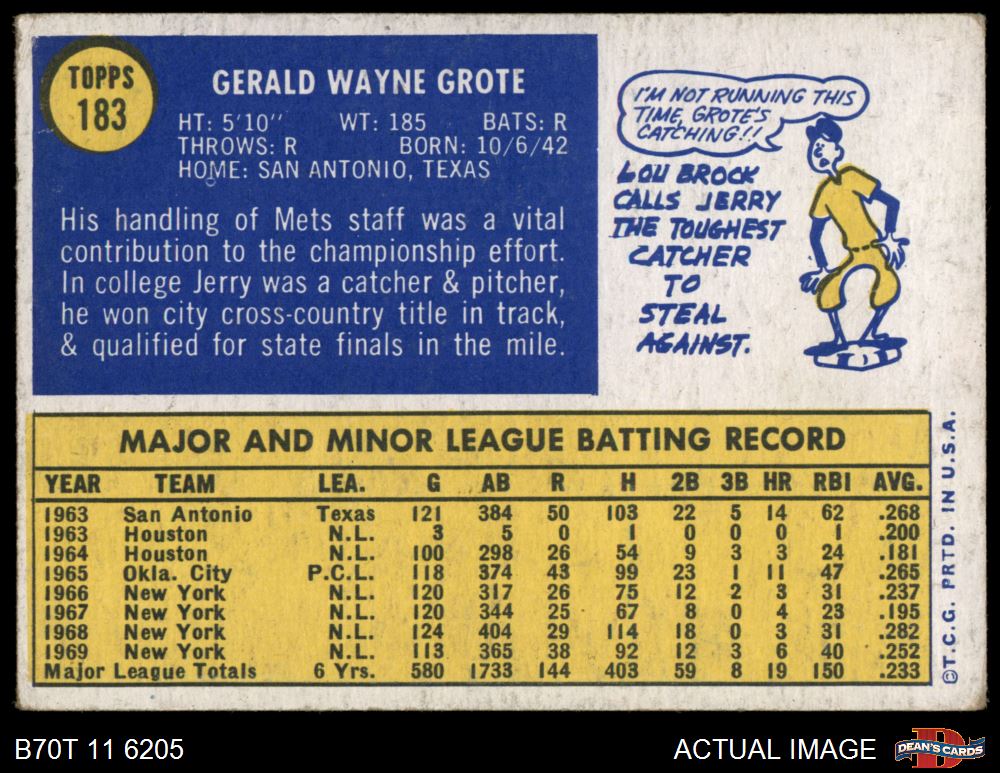 TOPPS
183
GERALD WAYNE GROTE
HT: 5'10" WT: 185 BATS: R
THROWS: R BORN: 10/6/42
HOME: SAN ANTONIO, TEXAS
His handling of Mets staff was a vital
contribution to the championship effort.
In college Jerry was a catcher & pitcher,
he won city cross-country title in track,
& qualified for state finals in the mile.
I'M NOT RUNNING THIS
TIME, GROTE'S
CATCHING!!
LOU BROCK
CALLS JERRY
THE TOUGHEST
CATCHER
TO
STEAL
AGAINST.
MAJOR AND MINOR LEAGUE BATTING RECORD
YEAR TEAM LEA. G AB R H 2B 3B HR RBI AVG.
1963 San Antonio Texas 121 384 50 103 22 5 14 62 .268
1963 Houston N.L. 3 5 0 1 0 0 0 1 .200
1964 Houston N.L. 100 298 26 54 9 3 3 24 .181
1965 Okla. City P.C.L. 118 374 43 99 23 1 11 47 .265
1966 New York N.L. 120 317 26 75 12 2 3 31 .237
1967 New York N.L. 120 344 25 67 8 0 4 23 .195
1968 New York N.L. 124 404 29 114 18 0 3 31 .282
1969 New York N.L. 113 365 38 92 12 3 6 40 .252
Major League Totals 6 Yrs. 580 1733 144 403 59 8 19 150 .233
©T.C.G. PRTD. IN U.S.A.
B70T 11 6205
ACTUAL IMAGE
D
DEAN'S CARDS